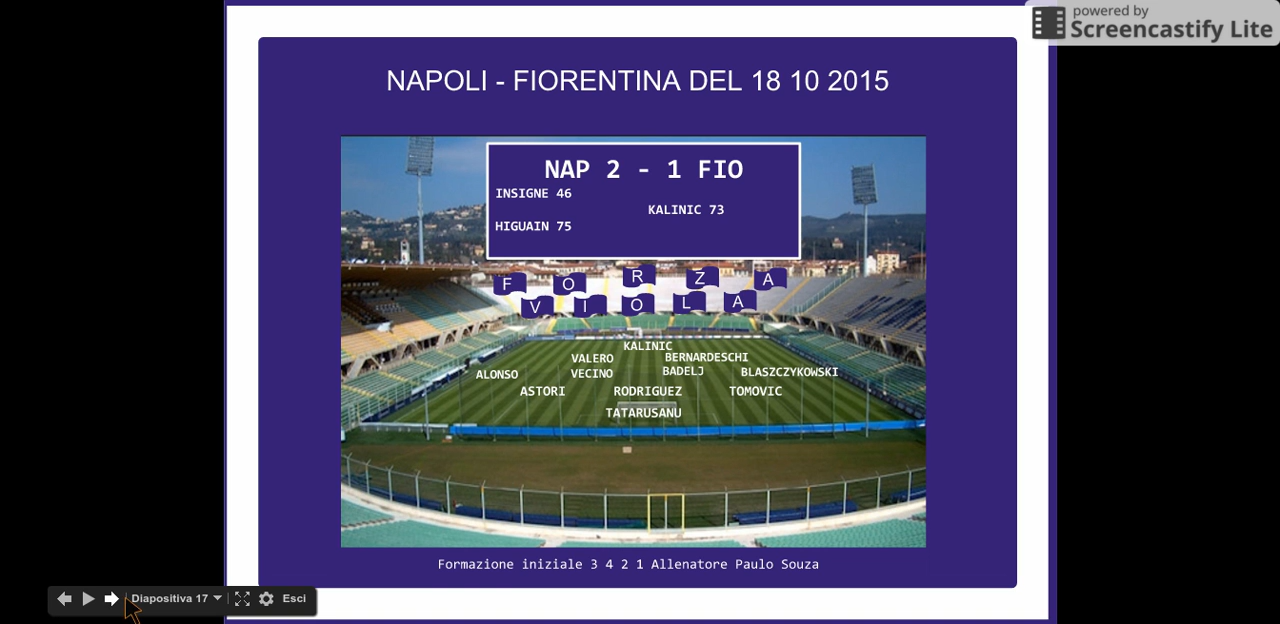 powered by
Screencastify Lite
NAPOLI - FIORENTINA DEL 18 10 2015
NAP 2 - 1 FIO
INSIGNE 46
KALINIC 73
HIGUAIN 75
F O R Z A
V I O L A
KALINIC
VALERO BERNARDESCHI
ALONSO VECINO BADELJ BLASZCZYKOWSKI
ASTORI RODRIGUEZ TOMOVIC
TATARUSANU
Formazione iniziale 3 4 2 1 Allenatore Paulo Souza
Diapositiva 17 Esci